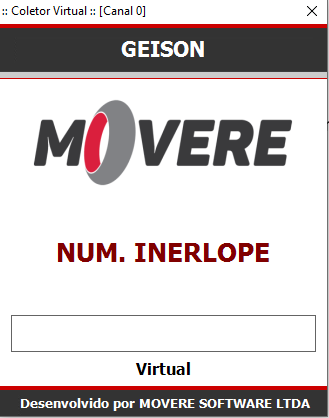 :: Coletor Virtual :: [Canal 0]
GEISON
MOVERE
NUM. INERLOPE
Virtual
Desenvolvido por MOVERE SOFTWARE LTDA